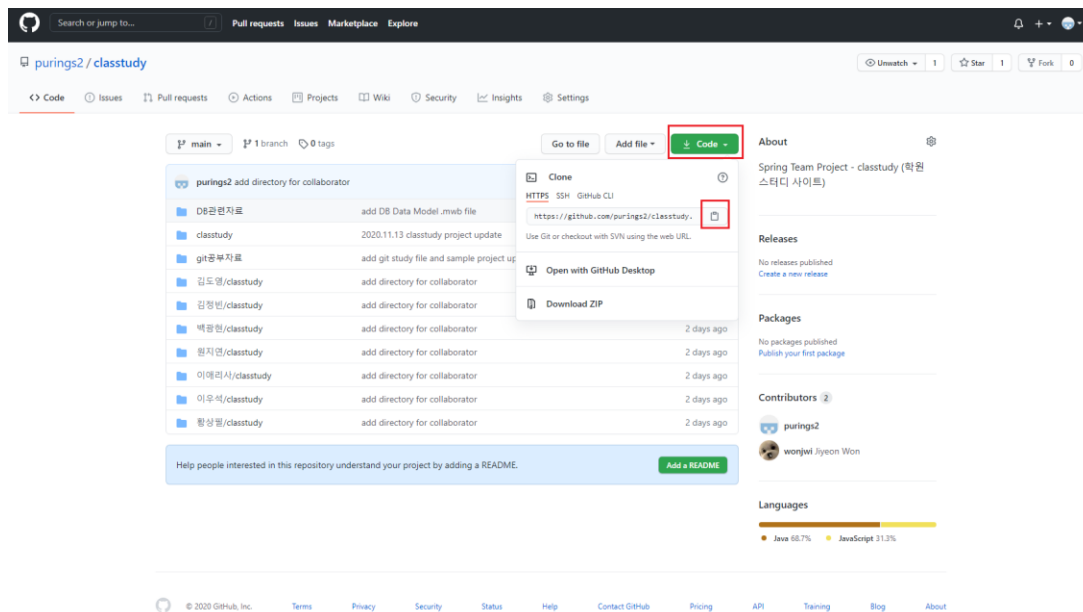 Search or jump to... / Pull requests Issues Marketplace Explore
purings2 / classtudy Unwatch 1 Star 1 Fork 0
<> Code Issues Pull requests Actions Projects Wiki Security Insights Settings
main 1 branch 0 tags Go to file Add file Code
purings2 add directory for collaborator
DB관련자료 add DB Data Model .mwb file
classtudy 2020.11.13 classtudy project update
git공부자료 add git study file and sample project up
김도영/classtudy add directory for collaborator
김정빈/classtudy add directory for collaborator
백광현/classtudy add directory for collaborator 2 days ago
원지연/classtudy add directory for collaborator 2 days ago
이애리사/classtudy add directory for collaborator 2 days ago
이우석/classtudy add directory for collaborator 2 days ago
황상필/classtudy add directory for collaborator 2 days ago
Clone
HTTPS SSH GitHub CLI
https://github.com/purings2/classtudy.
Use Git or checkout with SVN using the web URL.
Open with GitHub Desktop
Download ZIP
Help people interested in this repository understand your project by adding a README. Add a README
About
Spring Team Project - classtudy (학원
스터디 사이트)
Releases
No releases published
Create a new release
Packages
No packages published
Publish your first package
Contributors 2
purings2
wonjwi Jiyeon Won
Languages
Java 68.7% JavaScript 31.3%
© 2020 GitHub, Inc. Terms Privacy Security Status Help Contact GitHub Pricing API Training Blog About